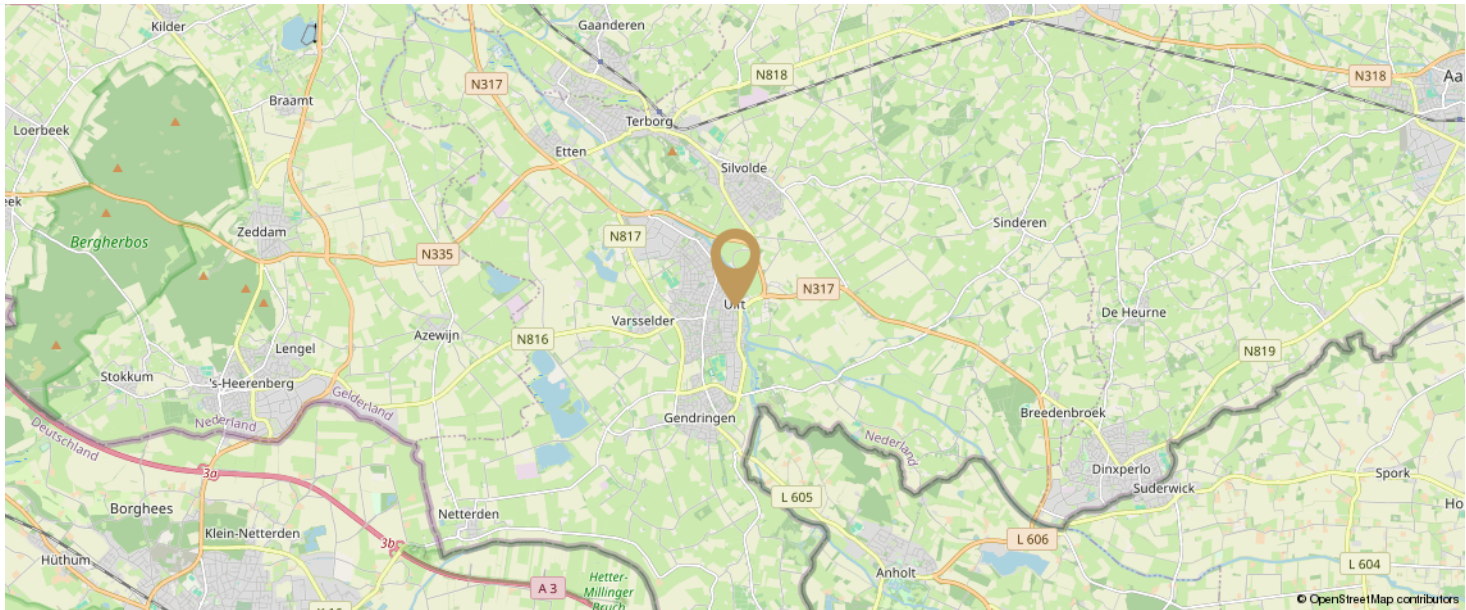 Gaanderen
Kilder
N318
Aa
N818
N317
Braamt
Terborg
Loerbeek
Etten
Silvolde
eek
Sinderen
Zeddam
N817
Bergherbos
N335
N317
Ulft
De Heurne
Varsselder
Azewijn
N816
Lengel
N819
Stokkum
's-Heerenberg
Gelderland
Breedenbroek
Gendringen
Nederland
Deutschland
Nederland
Dinxperlo
3a
Spork
Suderwick
L 605
Ho
Borghees
Netterden
Klein-Netterden
L 606
3b
Hüthum
L 604
Anholt
A 3
Hetter-
Millinger
Bruch
© OpenStreetMap contributors